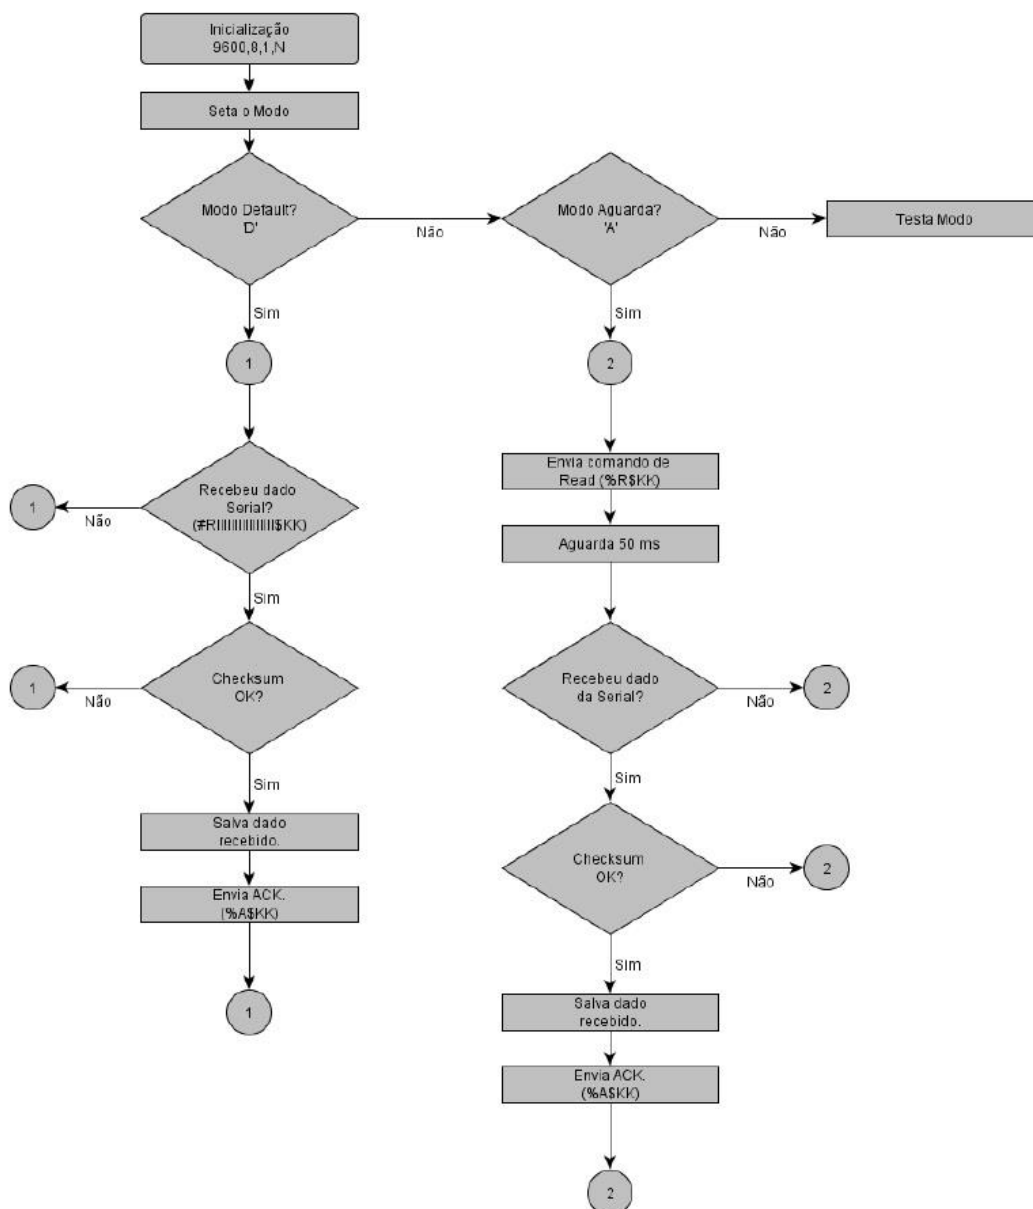 Inicialização
9600,8,1,N
Seta o Modo
Modo Default?
'D'
Não
Modo Aguarda?
'A'
Não
Testa Modo
Sim
Sim
1
2
Recebeu dado
Serial?
(#RIIIIIIIIIIIIIIII$KK)
Não
1
Envia comando de
Read (%R$KK)
Aguarda 50 ms
Sim
Checksum
OK?
Não
1
Recebeu dado
da Serial?
Não
2
Sim
Sim
Salva dado
recebido.
Checksum
OK?
Não
2
Envia ACK.
(%A$KK)
Sim
1
Salva dado
recebido.
Envia ACK.
(%A$KK)
2